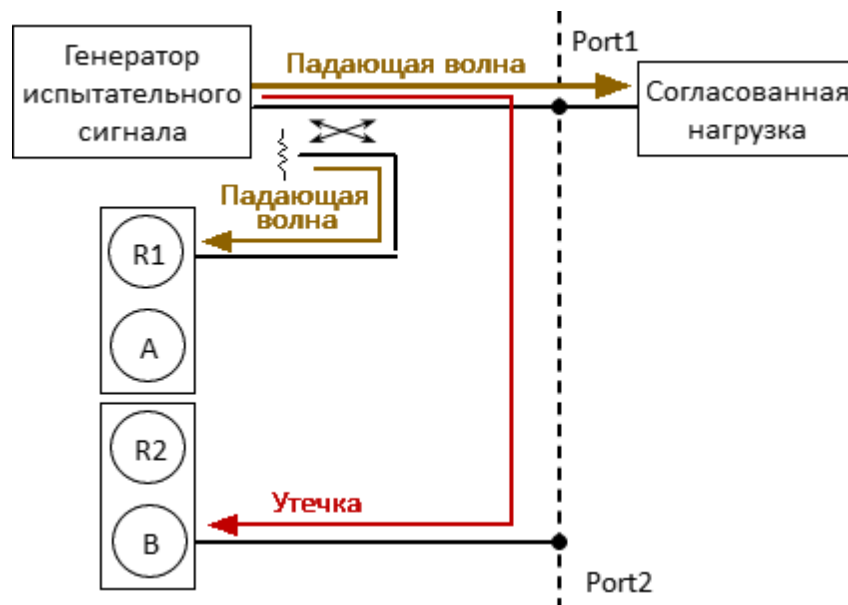 Генератор
испытательного
сигнала
Падающая волна
Port1
Согласованная
нагрузка
Падающая
волна
R1
A
R2
Утечка
B
Port2